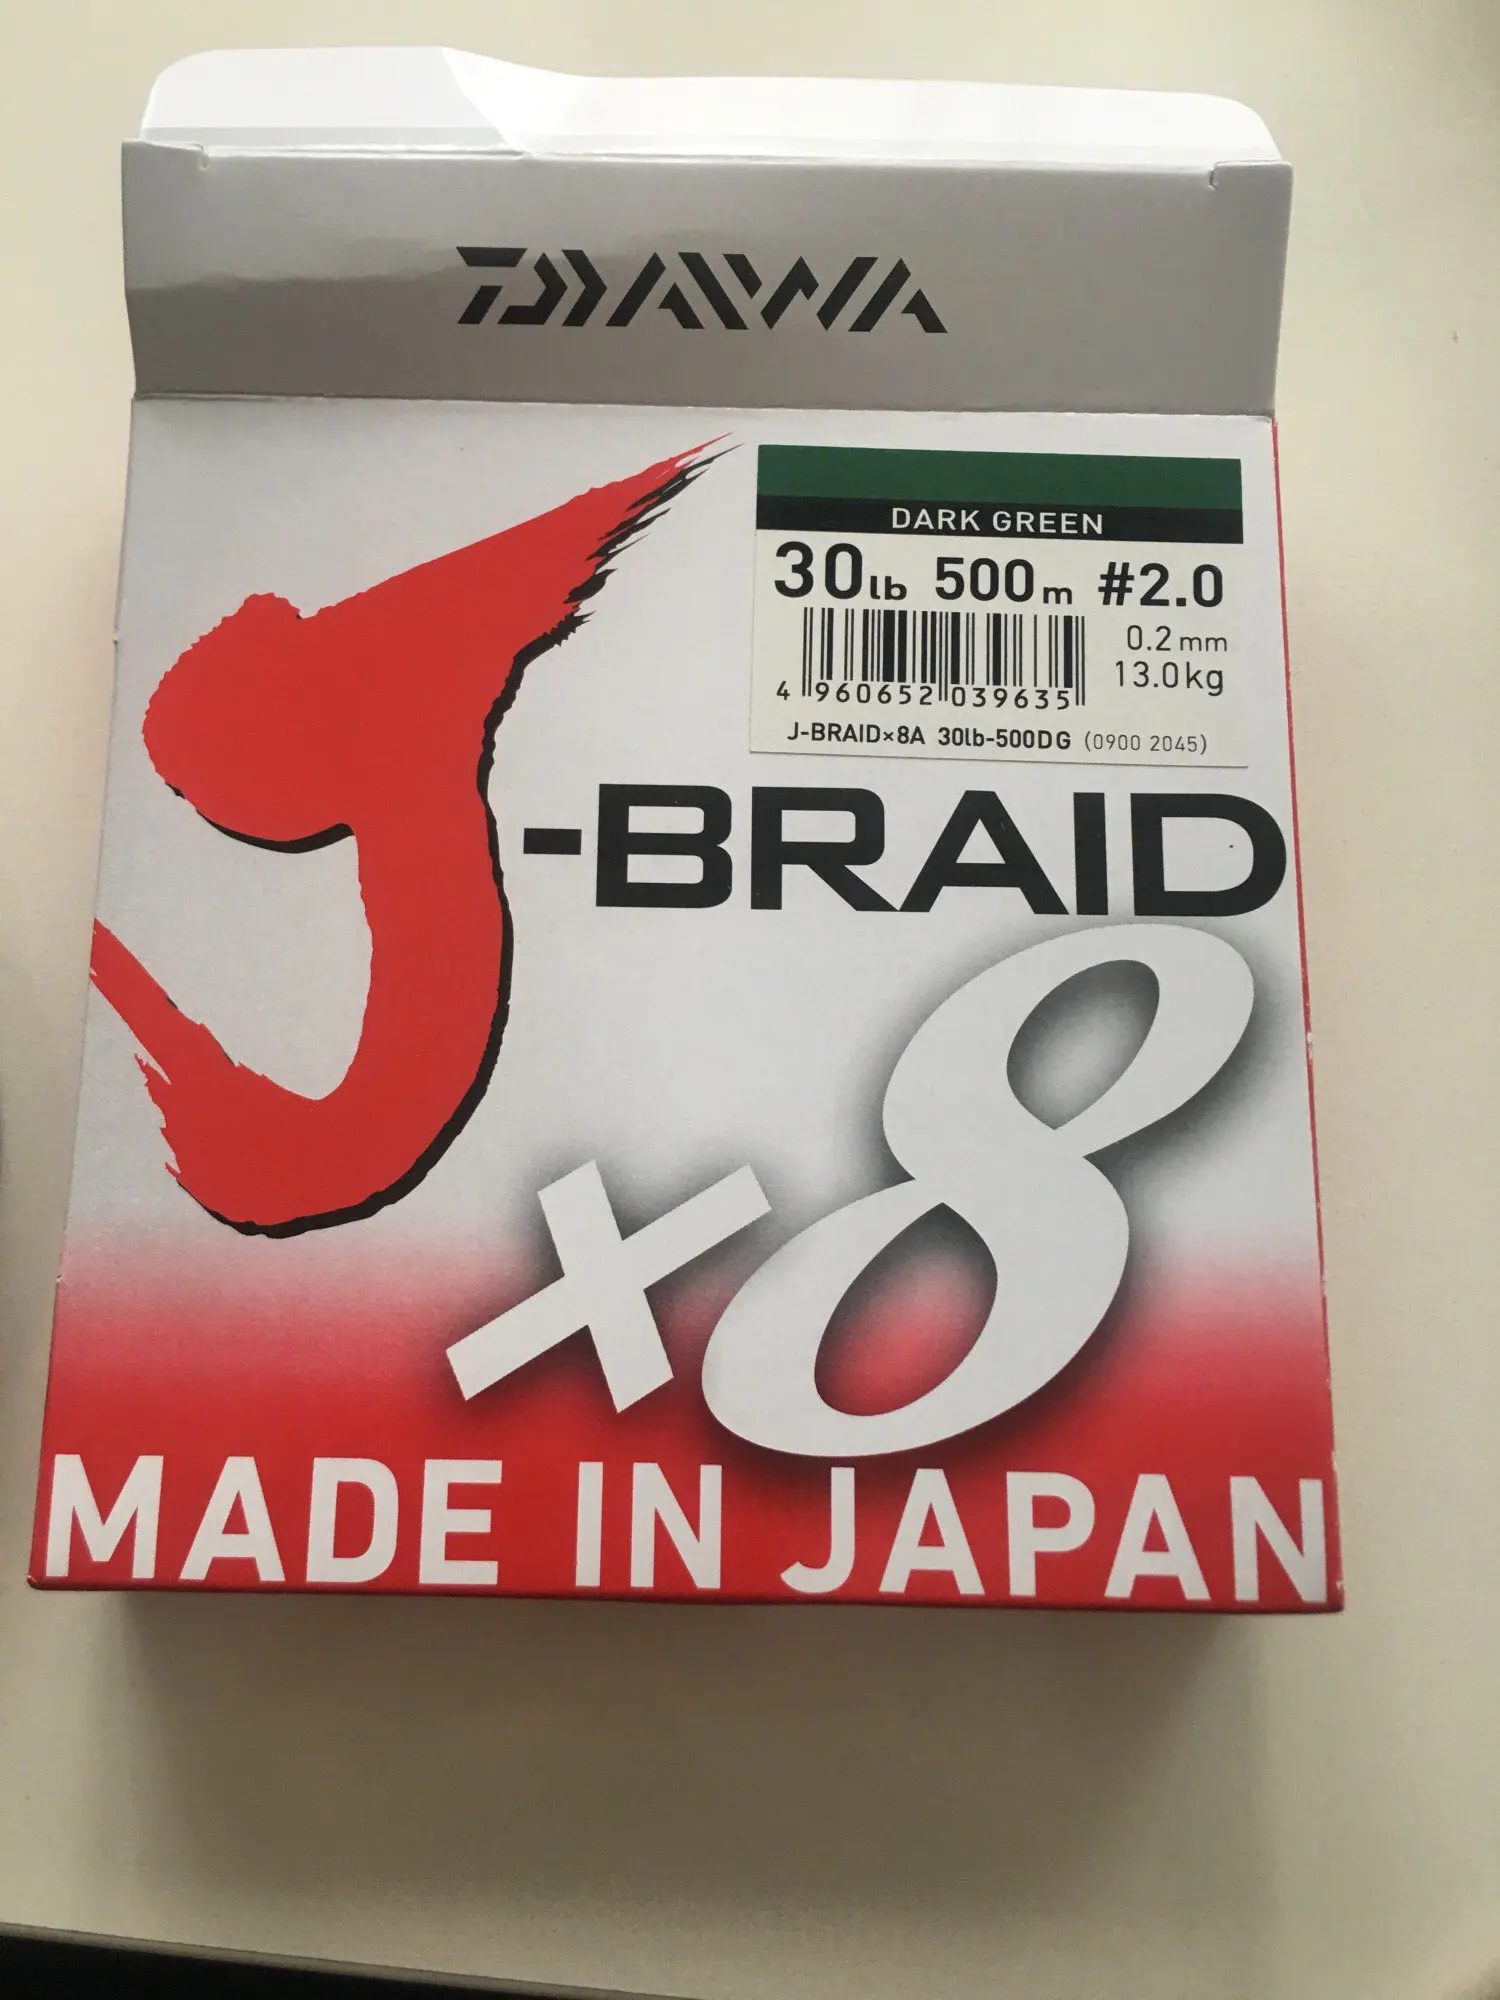 DAIWA
DARK GREEN
30lb 500m #2.0
0.2mm
13.0kg
4 960652 039635
J-BRAID×8A 30lb-500DG (0900 2045)
J-BRAID
×8
MADE IN JAPAN